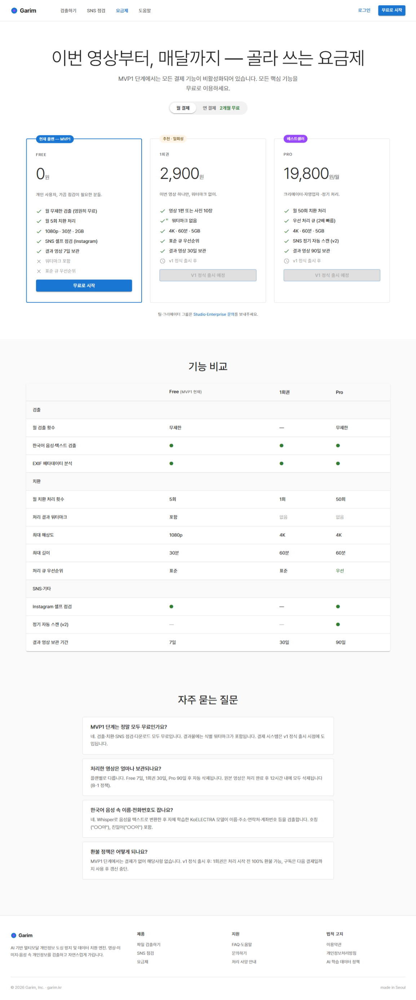 Garim 검출하기 SNS 점검 요금제 도움말 로그인 무료로 시작
이번 영상부터, 매달까지 — 골라 쓰는 요금제
MVP1 단계에서는 모든 결제 기능이 비활성화되어 있습니다. 모든 핵심 기능을
무료로 이용하세요.
월 결제 연 결제 2개월 무료
현재 플랜 — MVP1
FREE
0원
개인 사용자, 가끔 점검이 필요한 분들.
월 무제한 검출 (영원히 무료)
월 5회 치환 처리
1080p · 30분 · 2GB
SNS 셀프 점검 (Instagram)
결과 영상 7일 보관
워터마크 포함
표준 큐 우선순위
무료로 시작
추천 · 일회성
1회권
2,900원
이번 영상 하나만, 워터마크 없이.
영상 1편 또는 사진 10장
" 워터마크 없음
4K · 60분 · 5GB
표준 큐 우선순위
결과 영상 30일 보관
v1 정식 출시 후
V1 정식 출시 예정
베스트셀러
PRO
19,800원/월
크리에이터·자영업자 ·정기 처리.
월 50회 치환 처리
우선 처리 큐 (2배 빠름)
4K · 60분 · 5GB
SNS 정기 자동 스캔 (v2)
결과 영상 90일 보관
v1 정식 출시 후
V1 정식 출시 예정
팀·크리에이터 그룹은 Studio·Enterprise 문의를 보내주세요.
기능 비교
Free (MVP1 현재) 1회권 Pro
검출
월 검출 횟수 무제한 — 무제한
한국어 음성·텍스트 검출 ● ● ●
EXIF 메타데이터 분석 ● ● ●
치환
월 치환 처리 횟수 5회 1회 50회
처리 결과 워터마크 포함 없음 없음
최대 해상도 1080p 4K 4K
최대 길이 30분 60분 60분
처리 큐 우선순위 표준 표준 우선
SNS·기타
Instagram 셀프 점검 ● — ●
정기 자동 스캔 (v2) — — ●
결과 영상 보관 기간 7일 30일 90일
자주 묻는 질문
MVP1 단계는 정말 모두 무료인가요?
네. 검출·치환·SNS 점검·다운로드 모두 무료입니다. 결과물에는 식별 워터마크가 포함됩니다. 결제 시스템은 v1 정식 출시 시점에 도
입됩니다.
처리한 영상은 얼마나 보관되나요?
플랜별로 다릅니다. Free 7일, 1회권 30일, Pro 90일 후 자동 삭제됩니다. 원본 영상은 처리 완료 후 12시간 내에 모두 삭제됩니다
(B-1 정책).
한국어 음성 속 이름·전화번호도 잡나요?
네. Whisper로 음성을 텍스트로 변환한 후 자체 학습한 KoELECTRA 모델이 이름·주소·연락처·계좌번호 등을 검출합니다. 호칭
("○○아"), 친밀어("○○이") 포함.
환불 정책은 어떻게 되나요?
MVP1 단계에서는 결제가 없어 해당사항 없습니다. v1 정식 출시 후: 1회권은 처리 시작 전 100% 환불 가능, 구독은 다음 결제일까
지 사용 후 갱신 중단.
Garim
AI 기반 멀티모달 개인정보 도싱 방지 및 데이터 치환 엔진. 영상·이
미지·음성 속 개인정보를 검출하고 자연스럽게 가립니다.
제품
파일 검출하기
SNS 점검
요금제
지원
FAQ·도움말
문의하기
처리 사양 안내
법적 고지
이용약관
개인정보처리방침
AI 학습 데이터 정책
© 2026 Garim, Inc. · garim.kr made in Seoul